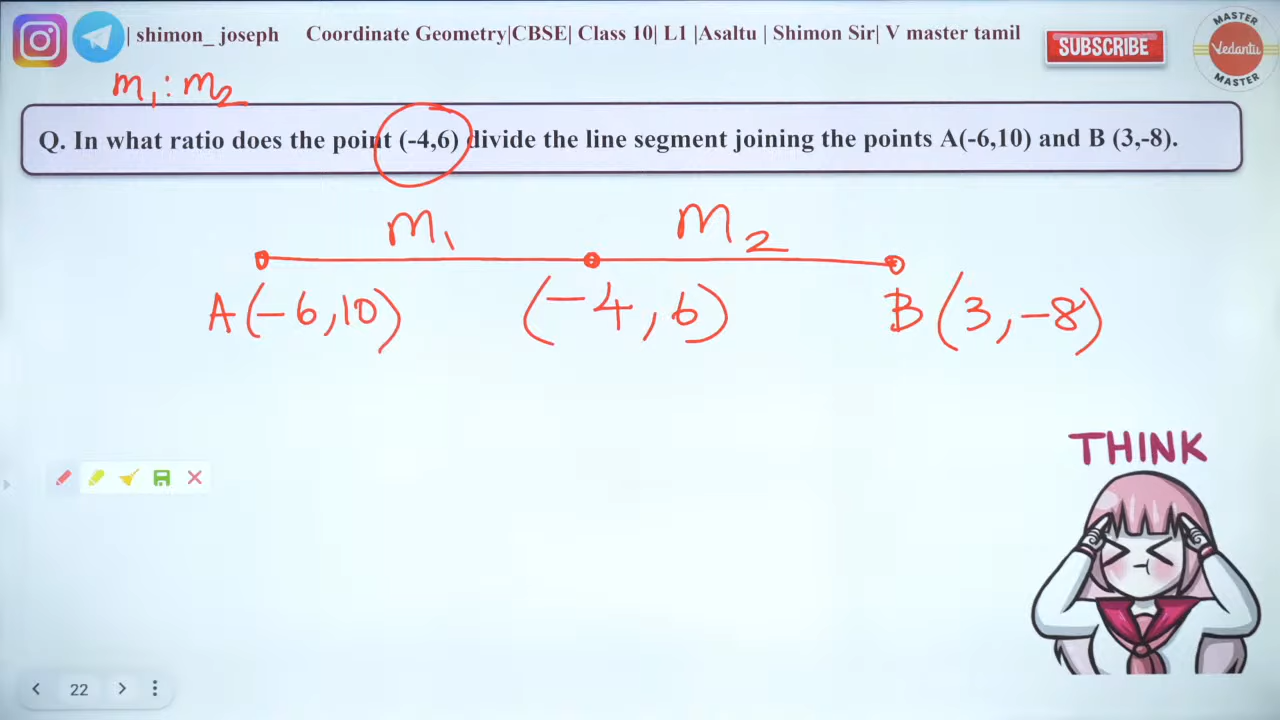 | shimon_ joseph Coordinate Geometry|CBSE| Class 10| L1 |Asaltu | Shimon Sir| V master tamil
SUBSCRIBE
MASTER
Vedantu
MASTER
m₁ : m₂
Q. In what ratio does the point (-4,6) divide the line segment joining the points A(-6,10) and B (3,-8).
m₁ m₂
A(-6,10) (-4,6) B(3,-8)
THINK
22